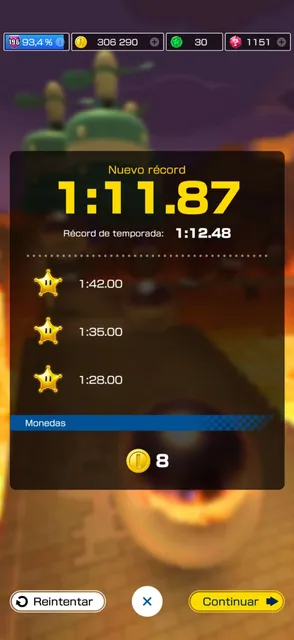 196 93,4 % 306 290 30 1151
Nuevo récord
1:11.87
Récord de temporada: 1:12.48
1:42.00
1:35.00
1:28.00
Monedas
8
Reintentar Continuar